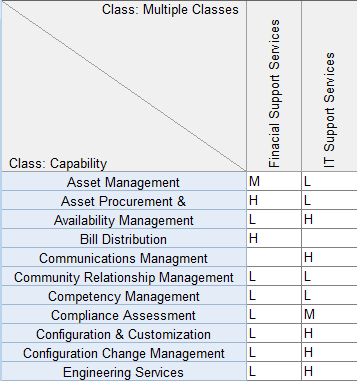 Class: Multiple Classes
Finacial Support Services
IT Support Services
Class: Capability
Asset Management M L
Asset Procurement & H L
Availability Management L H
Bill Distribution H
Communications Managment H
Community Relationship Management L L
Competency Management L L
Compliance Assessment L M
Configuration & Customization L H
Configuration Change Management L H
Engineering Services L H